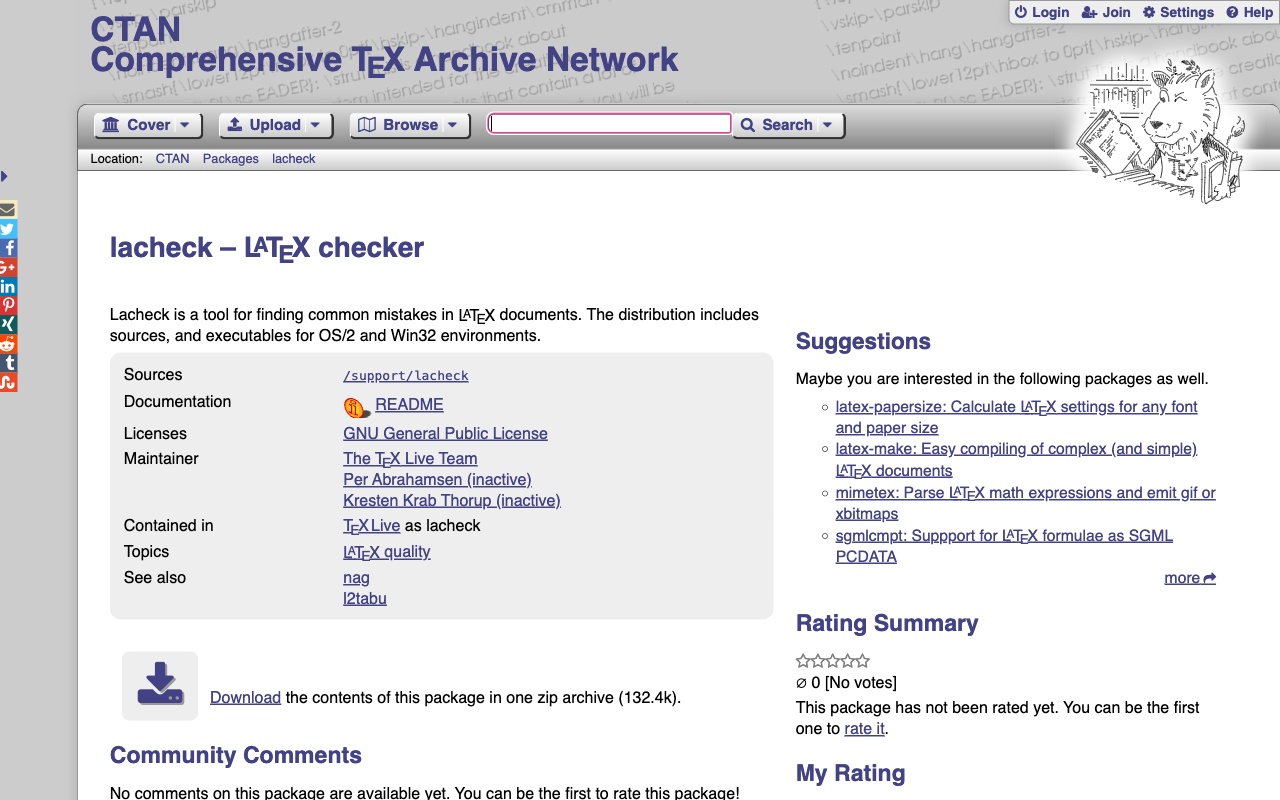 Login Join Settings Help
CTAN
Comprehensive TEX Archive Network
Cover Upload Browse Search
Location: CTAN Packages lacheck
lacheck – LATEX checker
Lacheck is a tool for finding common mistakes in LATEX documents. The distribution includes
sources, and executables for OS/2 and Win32 environments.
Sources /support/lacheck
Documentation README
Licenses GNU General Public License
Maintainer The TEX Live Team
Per Abrahamsen (inactive)
Kresten Krab Thorup (inactive)
Contained in TEX Live as lacheck
Topics LATEX quality
See also nag
l2tabu
Download the contents of this package in one zip archive (132.4k).
Community Comments
No comments on this package are available yet. You can be the first to rate this package!
Suggestions
Maybe you are interested in the following packages as well.
latex-papersize: Calculate LATEX settings for any font
and paper size
latex-make: Easy compiling of complex (and simple)
LATEX documents
mimetex: Parse LATEX math expressions and emit gif or
xbitmaps
sgmlcmpt: Suppport for LATEX formulae as SGML
PCDATA
more
Rating Summary
∅ 0 [No votes]
This package has not been rated yet. You can be the first
one to rate it.
My Rating